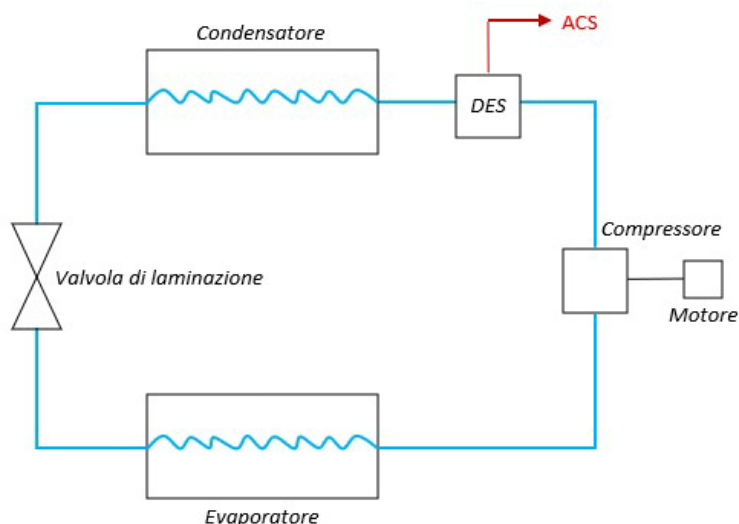 Condensatore
ACS
DES
Compressore
Valvola di laminazione
Motore
Evaporatore